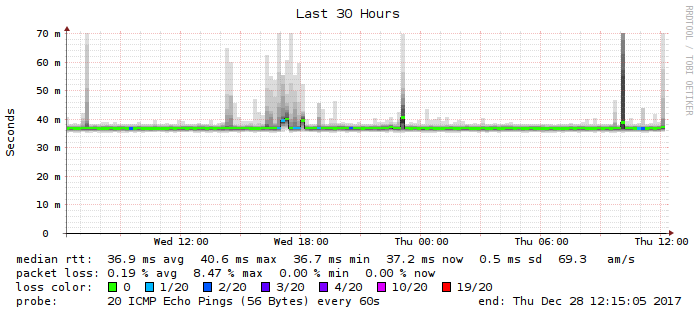 Last 30 Hours
RRDTOOL / TOBI OETIKER
Seconds
70 m
60 m
50 m
40 m
30 m
20 m
10 m
0
Wed 12:00 Wed 18:00 Thu 00:00 Thu 06:00 Thu 12:00
median rtt: 36.9 ms avg 40.6 ms max 36.7 ms min 37.2 ms now 0.5 ms sd 69.3 am/s
packet loss: 0.19 % avg 8.47 % max 0.00 % min 0.00 % now
loss color: 0 1/20 2/20 3/20 4/20 10/20 19/20
probe: 20 ICMP Echo Pings (56 Bytes) every 60s end: Thu Dec 28 12:15:05 2017